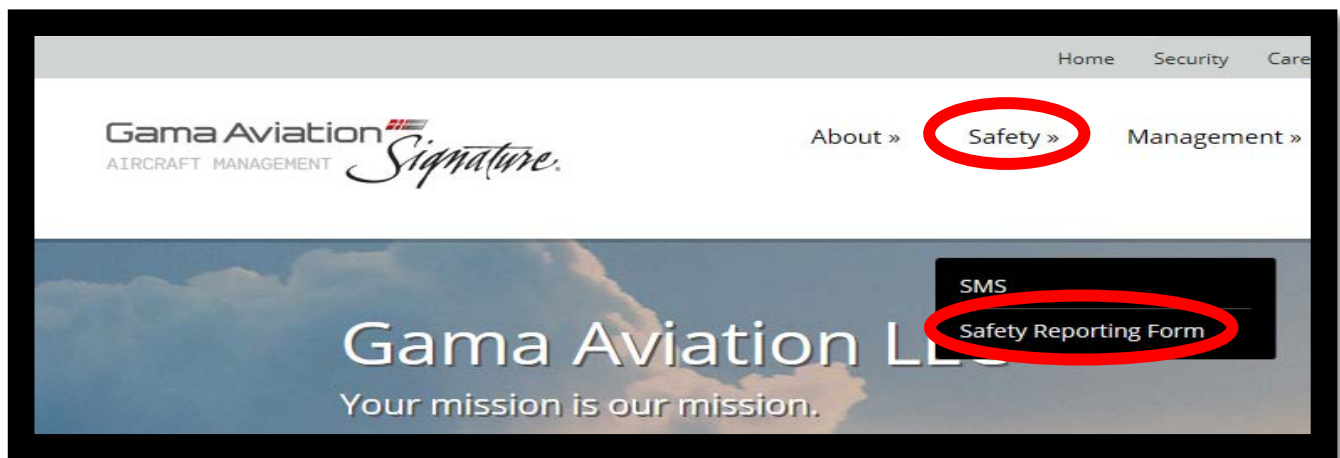 Home Security Care
Gama Aviation Signature.
AIRCRAFT MANAGEMENT
About » Safety » Management »
SMS
Safety Reporting Form
Gama Aviation
Your mission is our mission.